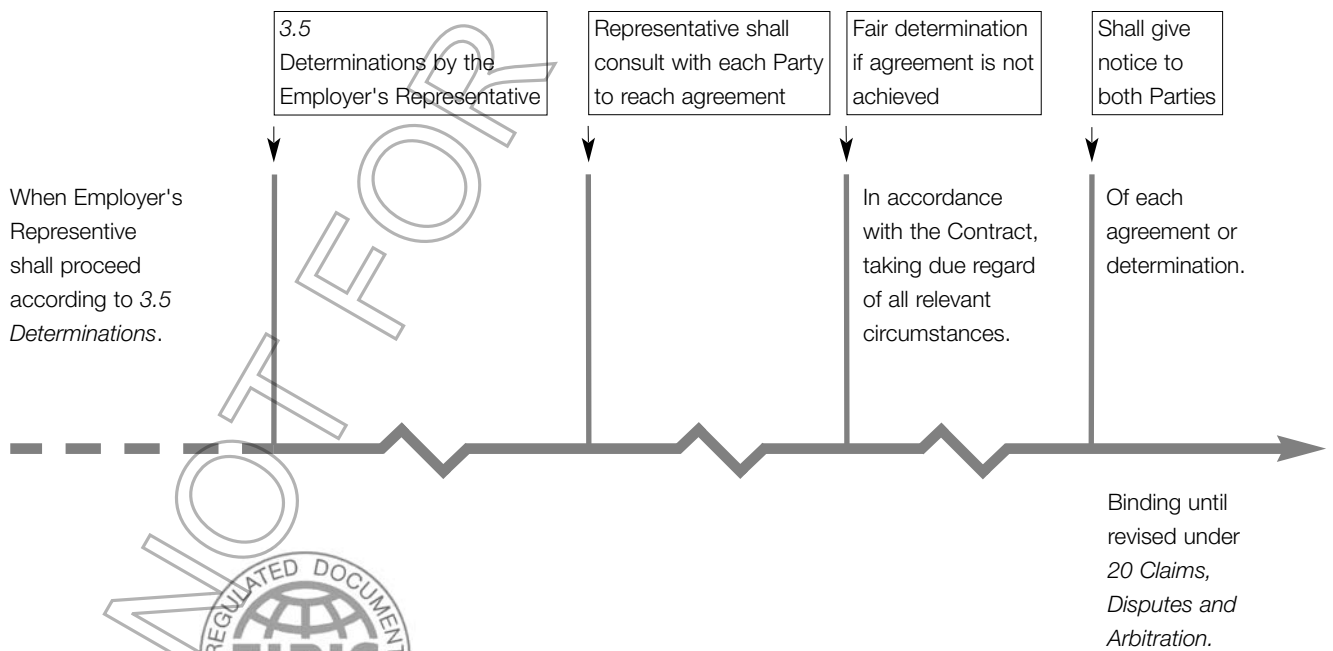 3.5
Determinations by the
Employer's Representative
Representative shall
consult with each Party
to reach agreement
Fair determination
if agreement is not
achieved
Shall give
notice to
both Parties
When Employer's
Representive
shall proceed
according to 3.5
Determinations.
In accordance
with the Contract,
taking due regard
of all relevant
circumstances.
Of each
agreement or
determination.
Binding until
revised under
20 Claims,
Disputes and
Arbitration.
NOT FOR
REGULATED DOCUMENT